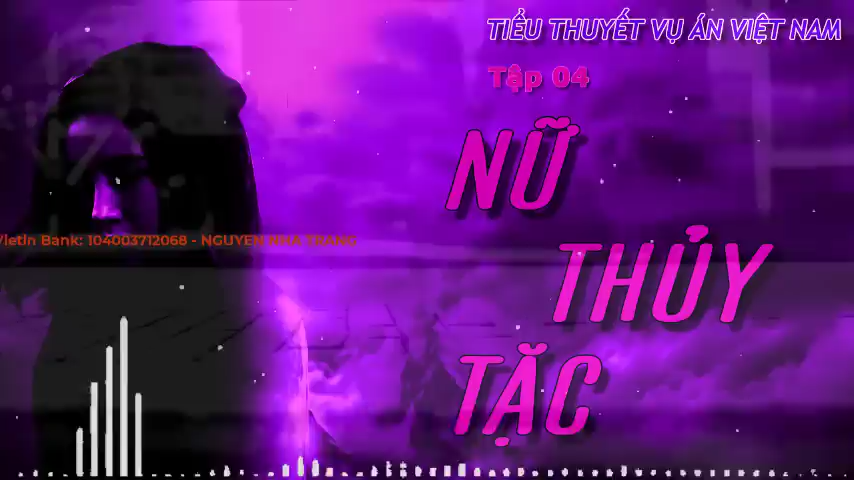 TIỂU THUYẾT VỤ ÁN VIỆT NAM
Tập 04
NỮ
THỦY
TẶC
VietIn Bank: 104003712068 - NGUYEN NHA TRANG